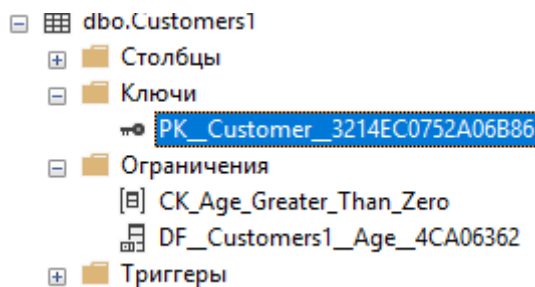 dbo.Customers1
Столбцы
Ключи
PK__Customer__3214EC0752A06B86
Ограничения
CK_Age_Greater_Than_Zero
DF__Customers1__Age__4CA06362
Триггеры